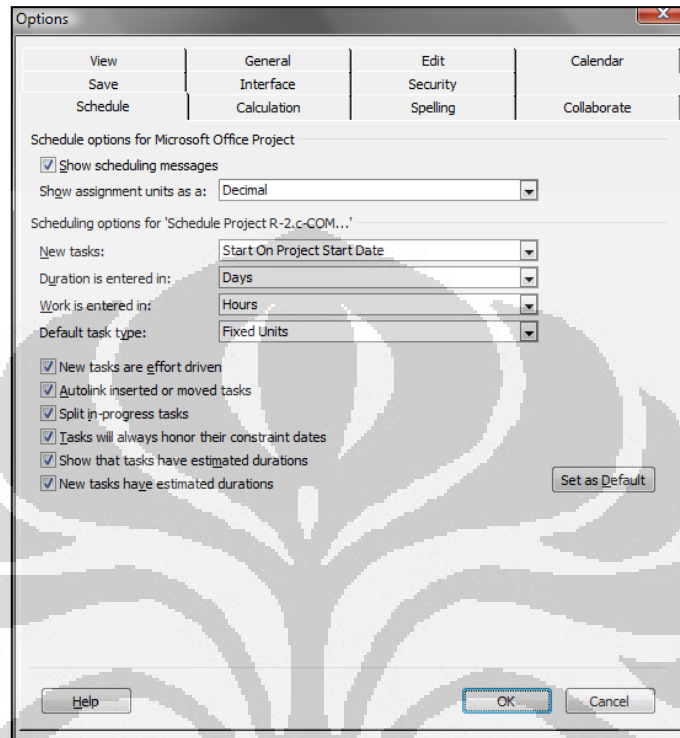 Options
View General Edit Calendar
Save Interface Security
Schedule Calculation Spelling Collaborate
Schedule options for Microsoft Office Project
Show scheduling messages
Show assignment units as a: Decimal
Scheduling options for 'Schedule Project R-2.c-COM...'
New tasks: Start On Project Start Date
Duration is entered in: Days
Work is entered in: Hours
Default task type: Fixed Units
New tasks are effort driven
Autolink inserted or moved tasks
Split in-progress tasks
Tasks will always honor their constraint dates
Show that tasks have estimated durations
New tasks have estimated durations
Set as Default
Help OK Cancel